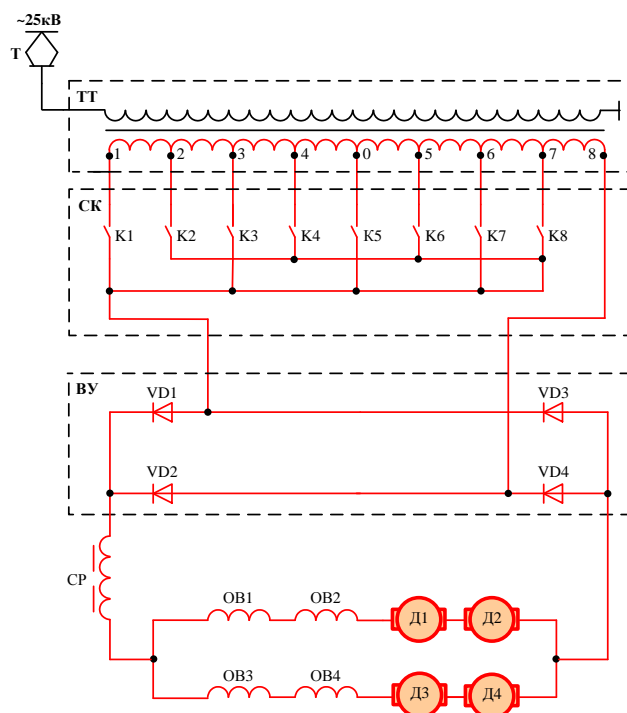 ~25кВ
Т
ТТ
1 2 3 4 0 5 6 7 8
СК
К1 К2 К3 К4 К5 К6 К7 К8
ВУ
VD1 VD3
VD2 VD4
СР
ОВ1 ОВ2 Д1 Д2
ОВ3 ОВ4 Д3 Д4